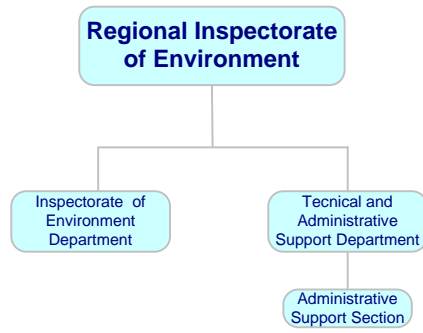 Regional Inspectorate
of Environment
Inspectorate of
Environment
Department
Tecnical and
Administrative
Support Department
Administrative
Support Section